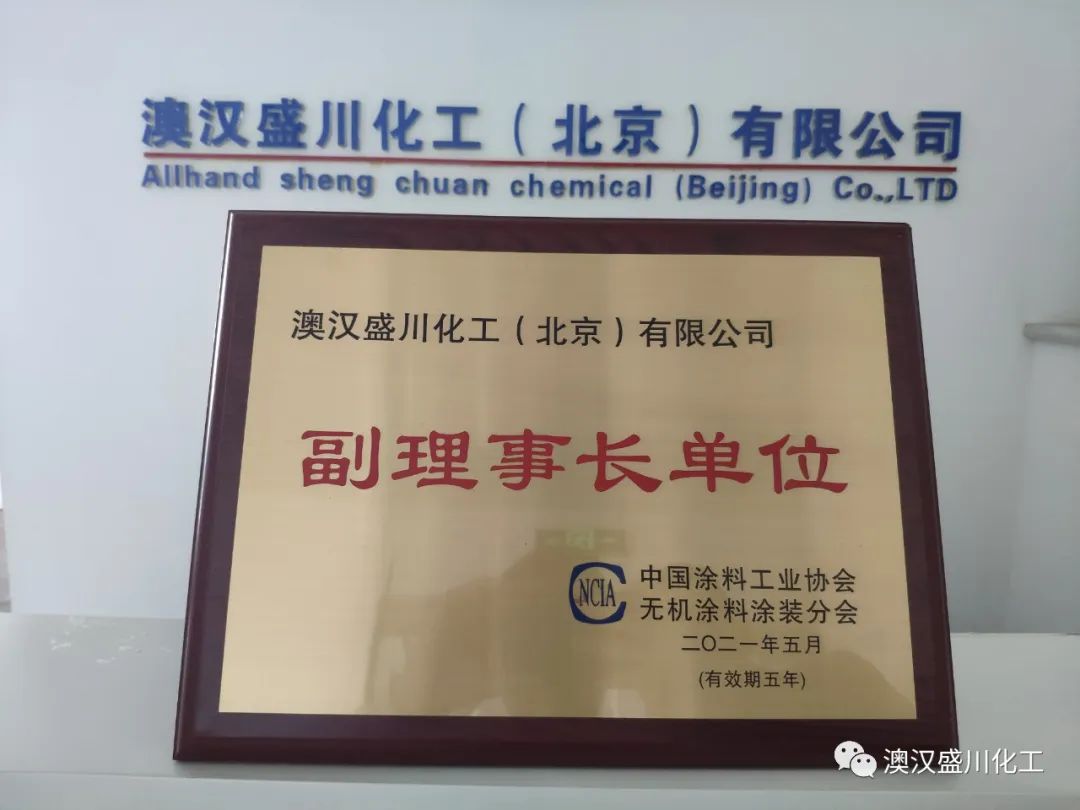 澳汉盛川化工（北京）有限公司
Allhand sheng chuan chemical (Beijing) Co.,LTD
澳汉盛川化工（北京）有限公司
副理事长单位
NCIA
中国涂料工业协会
无机涂料涂装分会
二〇二一年五月
(有效期五年)
澳汉盛川化工